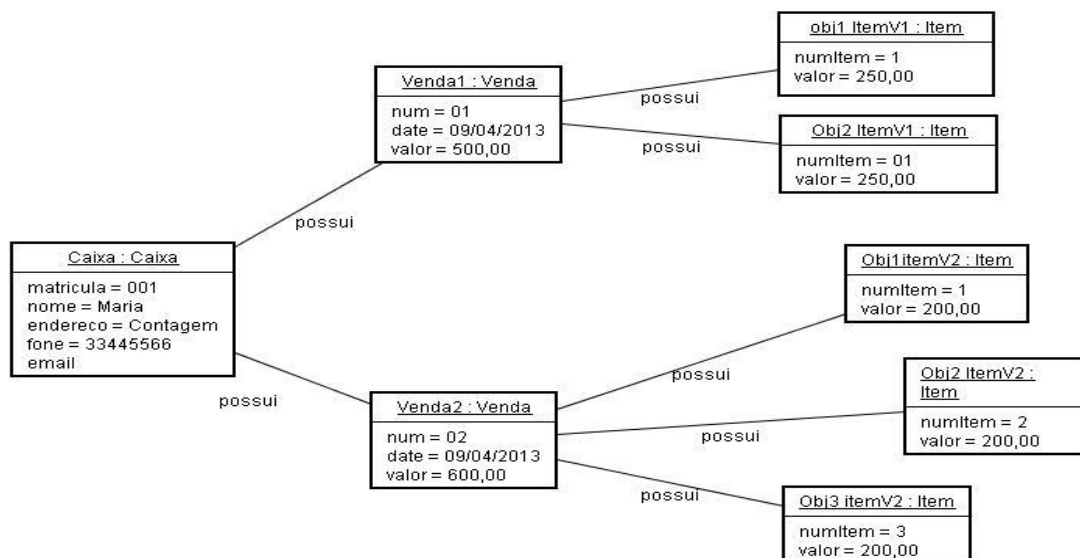 obj1 ItemV1 : Item
numItem = 1
valor = 250,00
Venda1 : Venda
num = 01
date = 09/04/2013
valor = 500,00
possui
possui
Obj2 ItemV1 : Item
numItem = 01
valor = 250,00
possui
Caixa : Caixa
matricula = 001
nome = Maria
endereco = Contagem
fone = 33445566
email
possui
Obj1itemV2 : Item
numItem = 1
valor = 200,00
possui
Venda2 : Venda
num = 02
date = 09/04/2013
valor = 600,00
Obj2 ItemV2 :
Item
numItem = 2
valor = 200,00
possui
possui
Obj3 itemV2 : Item
numItem = 3
valor = 200,00